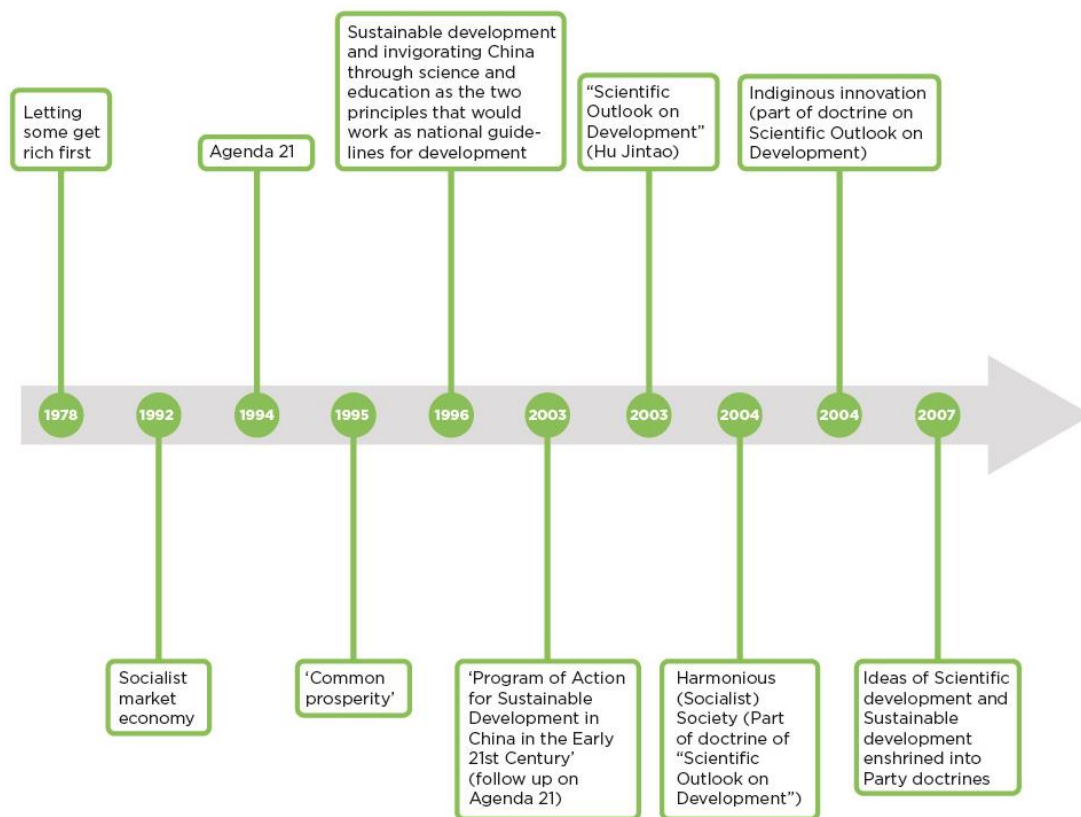 Letting
some get
rich first
Agenda 21
Sustainable development
and invigorating China
through science and
education as the two
principles that would
work as national guide-
lines for development
“Scientific
Outlook on
Development”
(Hu Jintao)
Indiginous innovation
(part of doctrine on
Scientific Outlook on
Development)
1978
1992
1994
1995
1996
2003
2003
2004
2004
2007
Socialist
market
economy
‘Common
prosperity’
‘Program of Action
for Sustainable
Development in
China in the Early
21st Century’
(follow up on
Agenda 21)
Harmonious
(Socialist)
Society (Part
of doctrine of
“Scientific
Outlook on
Development”)
Ideas of Scientific
development and
Sustainable
development
enshrined into
Party doctrines